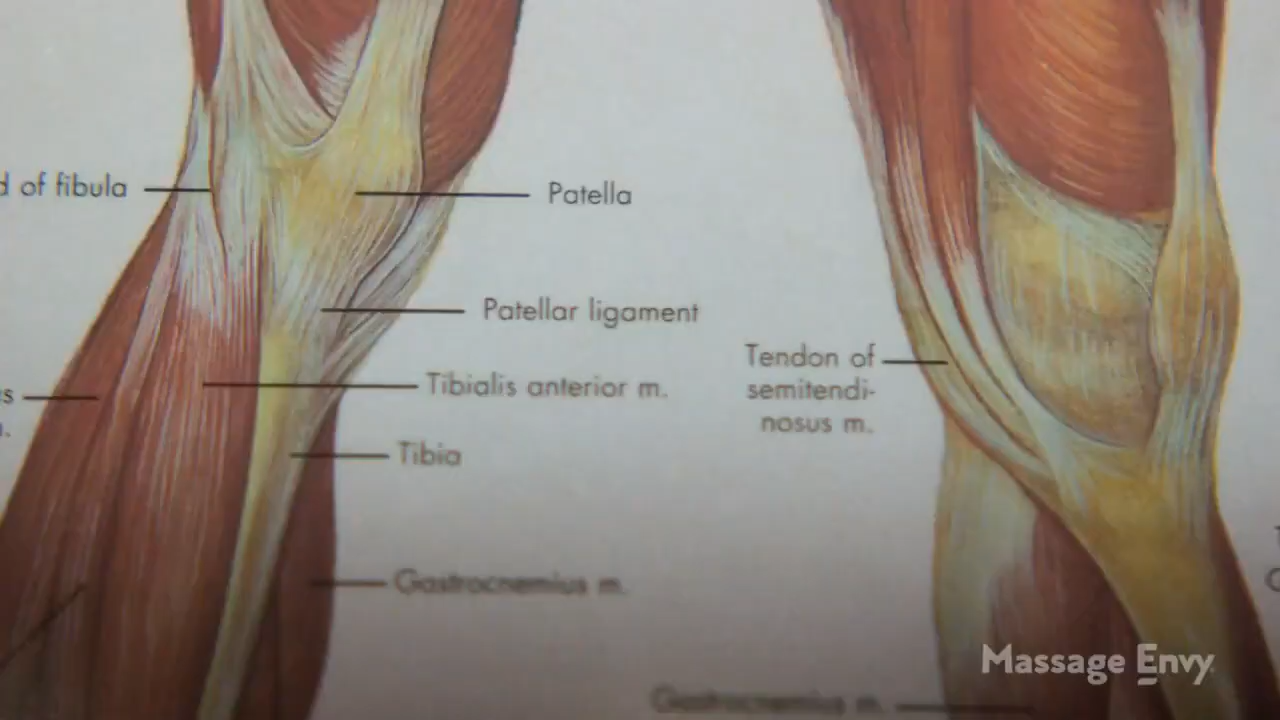 d of fibula
Patella
Patellar ligament
Tendon of
semitendi-
nosus m.
Tibialis anterior m.
s
Tibia
Gastrocnemius m.
Massage Envy
Gastrocnemius m.